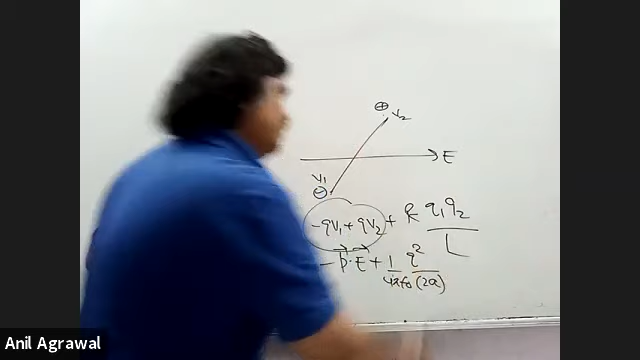 ⊕ V₂
E
V₁
⊖
-qV₁ + qV₂ + k q₁q₂ / L
- p⃗·E⃗ + 1/4πε₀ q²/(2a)
Anil Agrawal